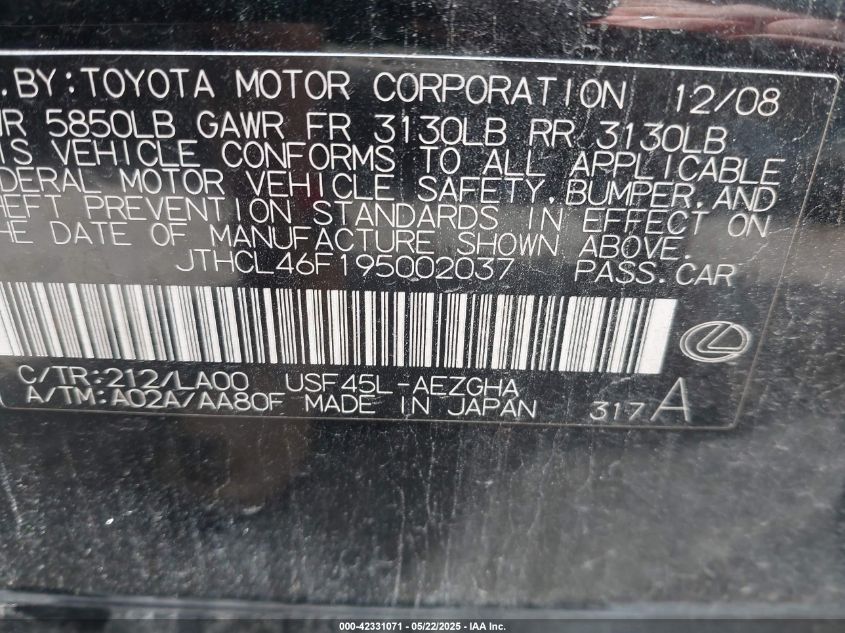 . BY: TOYOTA MOTOR CORPORATION 12/08
WR 5850LB GAWR FR 3130LB RR 3130LB
IS VEHICLE CONFORMS TO ALL APPLICABLE
DERAL MOTOR VEHICLE SAFETY, BUMPER, AND
HEFT PREVENTION STANDARDS IN EFFECT ON
HE DATE OF MANUFACTURE SHOWN ABOVE.
JTHCL46F195002037 PASS. CAR
C/TR: 212/LA00 USF45L-AEZGHA
A/TM: A02A/AA80F MADE IN JAPAN 317 A
000-42331071 - 05/22/2025 - IAA Inc.